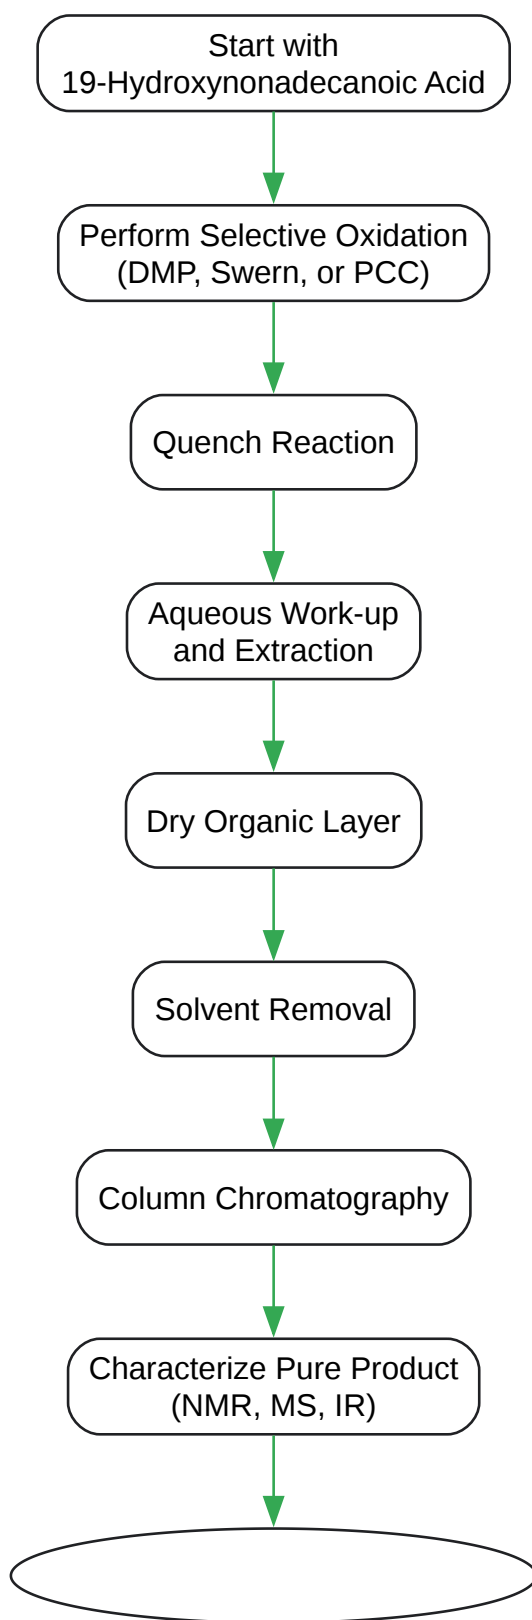 Start with
19-Hydroxynonadecanoic Acid
Perform Selective Oxidation
(DMP, Swern, or PCC)
Quench Reaction
Aqueous Work-up
and Extraction
Dry Organic Layer
Solvent Removal
Column Chromatography
Characterize Pure Product
(NMR, MS, IR)